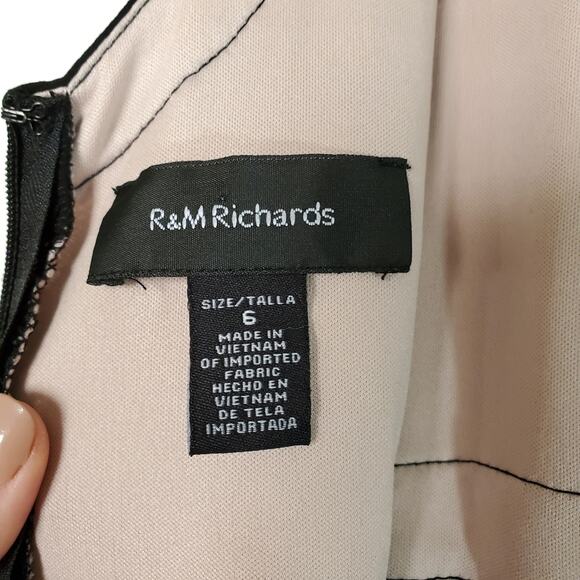 R&M Richards
SIZE/TALLA
6
MADE IN
VIETNAM
OF IMPORTED
FABRIC
HECHO EN
VIETNAM
DE TELA
IMPORTADA